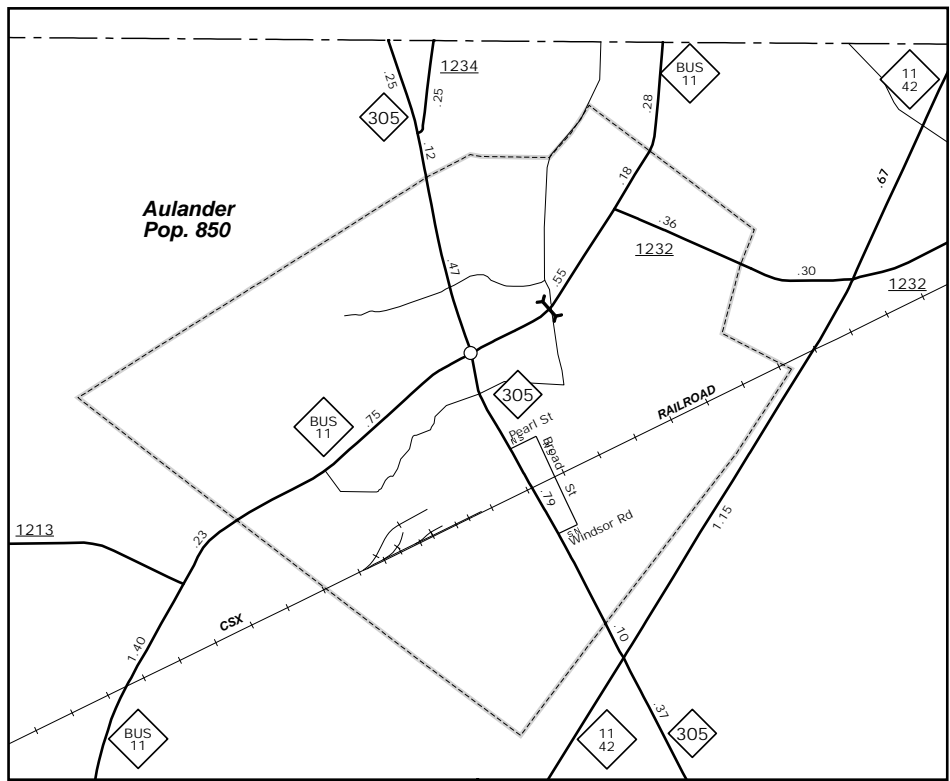 .25
1234
.25
305
.12
BUS
11
.28
11
42
.67
.18
Aulander
Pop. 850
.36
1232
.47
.55
.30
1232
305
BUS
11
.75
RAILROAD
Pearl St
N S
Broad St
N S
.79
S N
Windsor Rd
1.15
1213
.23
CSX
1.40
.10
.37
305
BUS
11
11
42